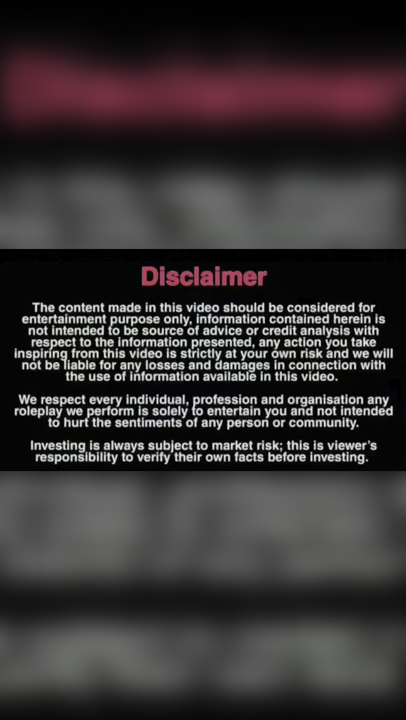 Disclaimer
The content made in this video should be considered for
entertainment purpose only, information contained herein is
not intended to be source of advice or credit analysis with
respect to the information presented, any action you take
inspiring from this video is strictly at your own risk and we will
not be liable for any losses and damages in connection with
the use of information available in this video.
We respect every individual, profession and organisation any
roleplay we perform is solely to entertain you and not intended
to hurt the sentiments of any person or community.
Investing is always subject to market risk; this is viewer's
responsibility to verify their own facts before investing.